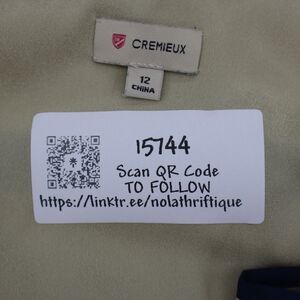 CREMIEUX
12
CHINA
15744
Scan QR Code
TO FOLLOW
https://linktr.ee/nolathriftique